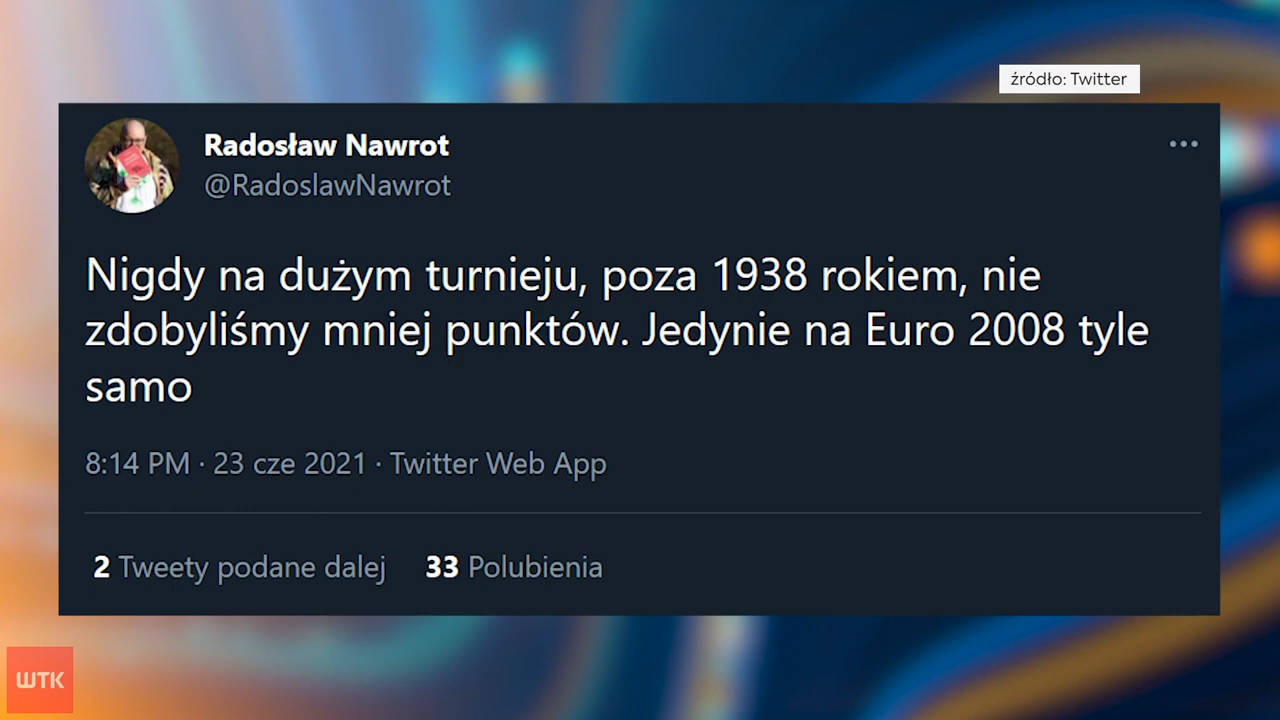 źródło: Twitter
Radosław Nawrot
@RadoslawNawrot
Nigdy na dużym turnieju, poza 1938 rokiem, nie
zdobyliśmy mniej punktów. Jedynie na Euro 2008 tyle
samo
8:14 PM · 23 cze 2021 · Twitter Web App
2 Tweety podane dalej 33 Polubienia
WTK